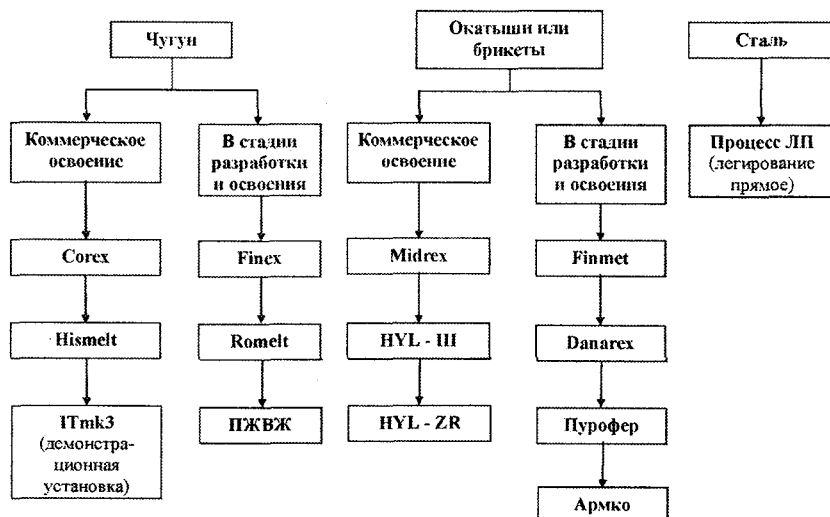 Чугун
Окатыши или
брикеты
Сталь
Коммерческое
освоение
В стадии
разработки
и освоения
Коммерческое
освоение
В стадии
разработки
и освоения
Процесс ЛП
(легирование
прямое)
Corex
Finex
Midrex
Finmet
Hismelt
Romelt
HYL - III
Danarex
ITmk3
(демонстра-
ционная
установка)
ПЖВЖ
HYL - ZR
Пурофер
Армко